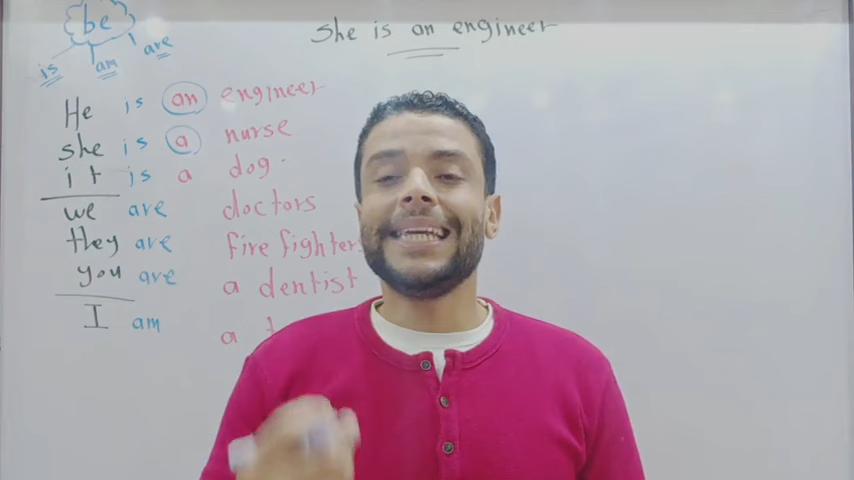 be
is am are
She is an engineer
He is an engineer
she is a nurse
it is a dog.
we are doctors
they are fire fighters
you are a dentist
I am a